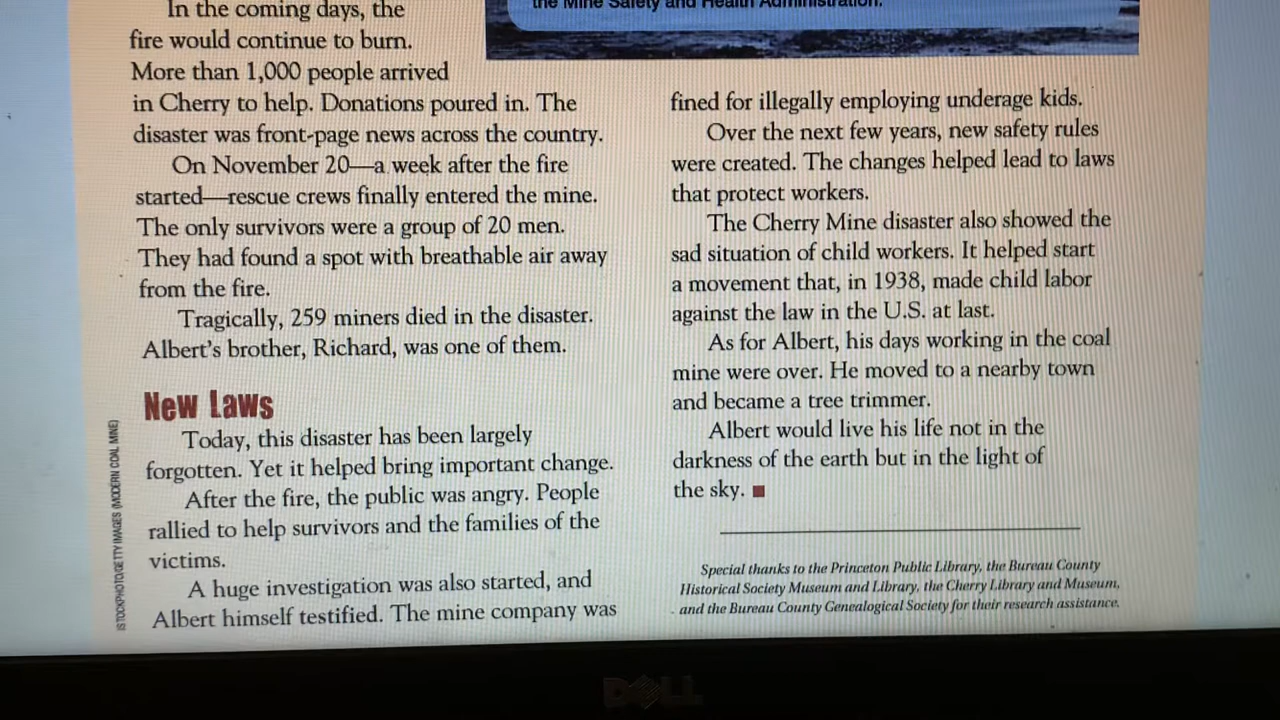 In the coming days, the
fire would continue to burn.
More than 1,000 people arrived
in Cherry to help. Donations poured in. The
disaster was front-page news across the country.
On November 20—a week after the fire
started—rescue crews finally entered the mine.
The only survivors were a group of 20 men.
They had found a spot with breathable air away
from the fire.
Tragically, 259 miners died in the disaster.
Albert's brother, Richard, was one of them.
New Laws
Today, this disaster has been largely
forgotten. Yet it helped bring important change.
After the fire, the public was angry. People
rallied to help survivors and the families of the
victims.
A huge investigation was also started, and
Albert himself testified. The mine company was
ISTOCKPHOTO/GETTY IMAGES (MODERN COAL MINE)
the Mine Safety and Health Administration.
fined for illegally employing underage kids.
Over the next few years, new safety rules
were created. The changes helped lead to laws
that protect workers.
The Cherry Mine disaster also showed the
sad situation of child workers. It helped start
a movement that, in 1938, made child labor
against the law in the U.S. at last.
As for Albert, his days working in the coal
mine were over. He moved to a nearby town
and became a tree trimmer.
Albert would live his life not in the
darkness of the earth but in the light of
the sky.
Special thanks to the Princeton Public Library, the Bureau County
Historical Society Museum and Library, the Cherry Library and Museum,
and the Bureau County Genealogical Society for their research assistance.
DELL